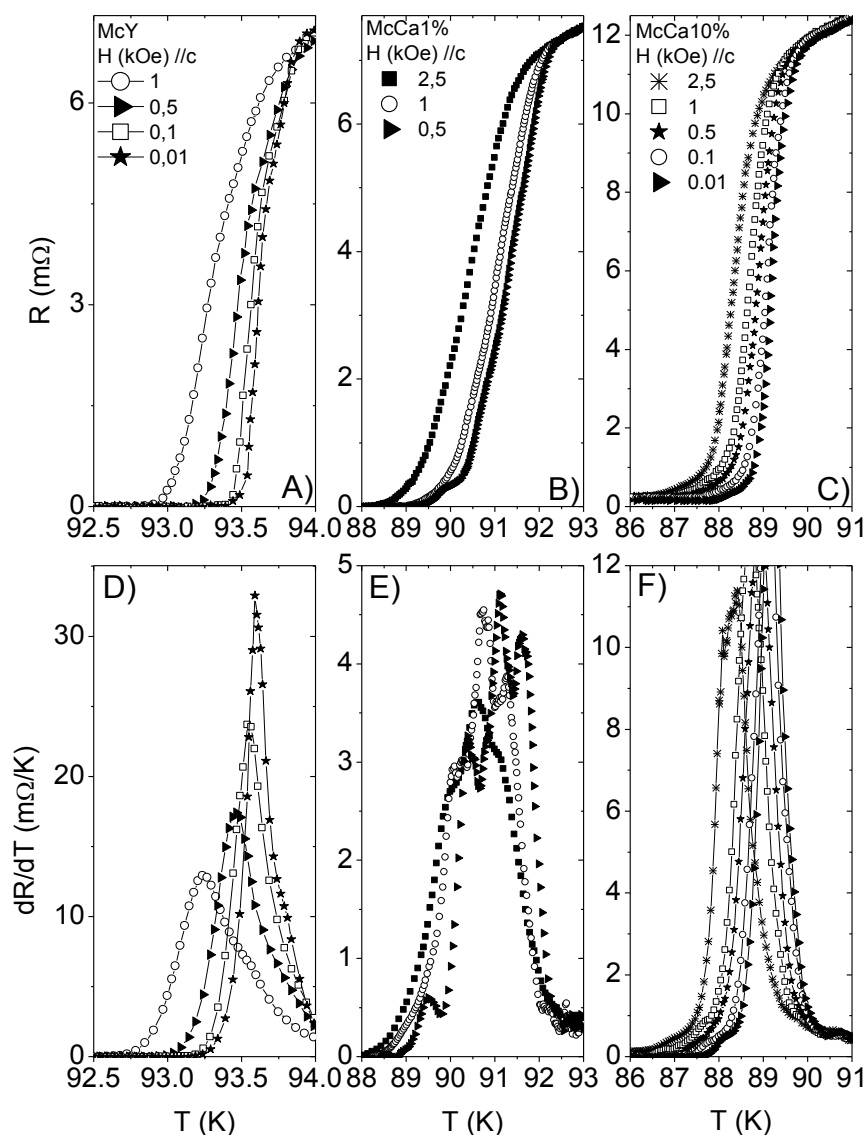 McY
H (kOe) //c
1
0,5
0,1
0,01
A)
R (mΩ)
0
3
6
92.5 93.0 93.5 94.0
McCa1%
H (kOe) //c
2,5
1
0,5
B)
0
2
4
6
88 89 90 91 92 93
McCa10%
H (kOe) //c
2,5
1
0.5
0.1
0.01
C)
0
2
4
6
8
10
12
86 87 88 89 90 91
D)
dR/dT (mΩ/K)
0
10
20
30
92.5 93.0 93.5 94.0
T (K)
E)
0
1
2
3
4
5
88 89 90 91 92 93
T (K)
F)
0
2
4
6
8
10
12
86 87 88 89 90 91
T (K)